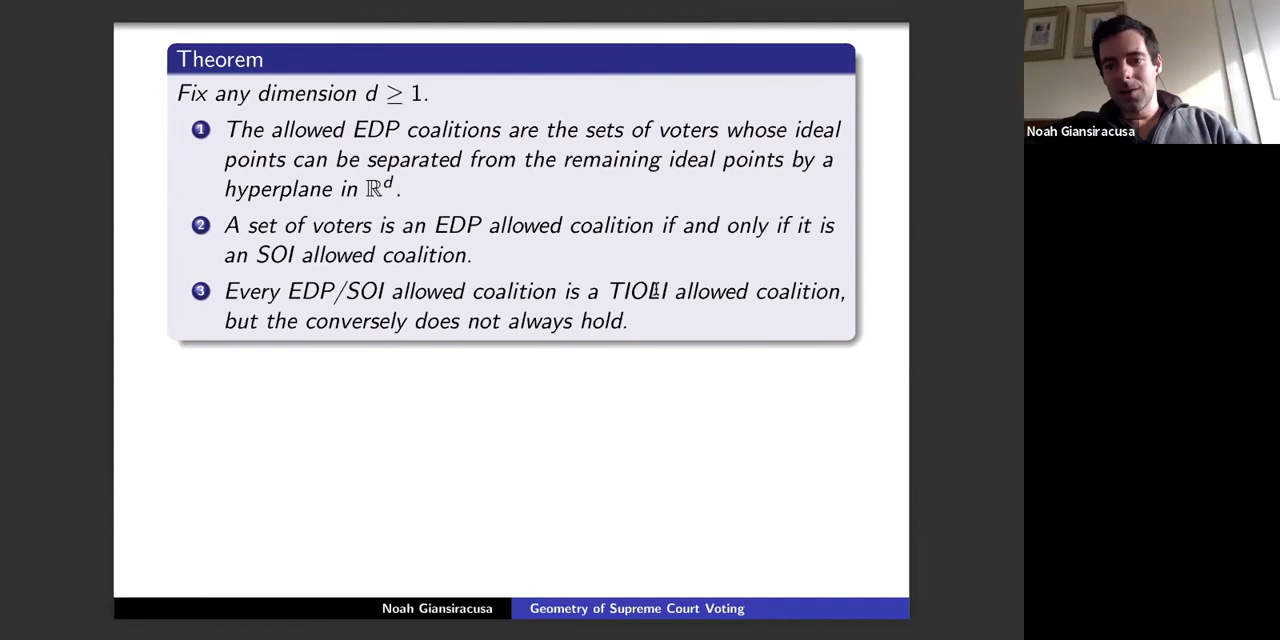 Theorem
Fix any dimension d ≥ 1.
1 The allowed EDP coalitions are the sets of voters whose ideal
points can be separated from the remaining ideal points by a
hyperplane in ℝᵈ.
2 A set of voters is an EDP allowed coalition if and only if it is
an SOI allowed coalition.
3 Every EDP/SOI allowed coalition is a TIOLI allowed coalition,
but the conversely does not always hold.
Noah Giansiracusa
Geometry of Supreme Court Voting
Noah Giansiracusa